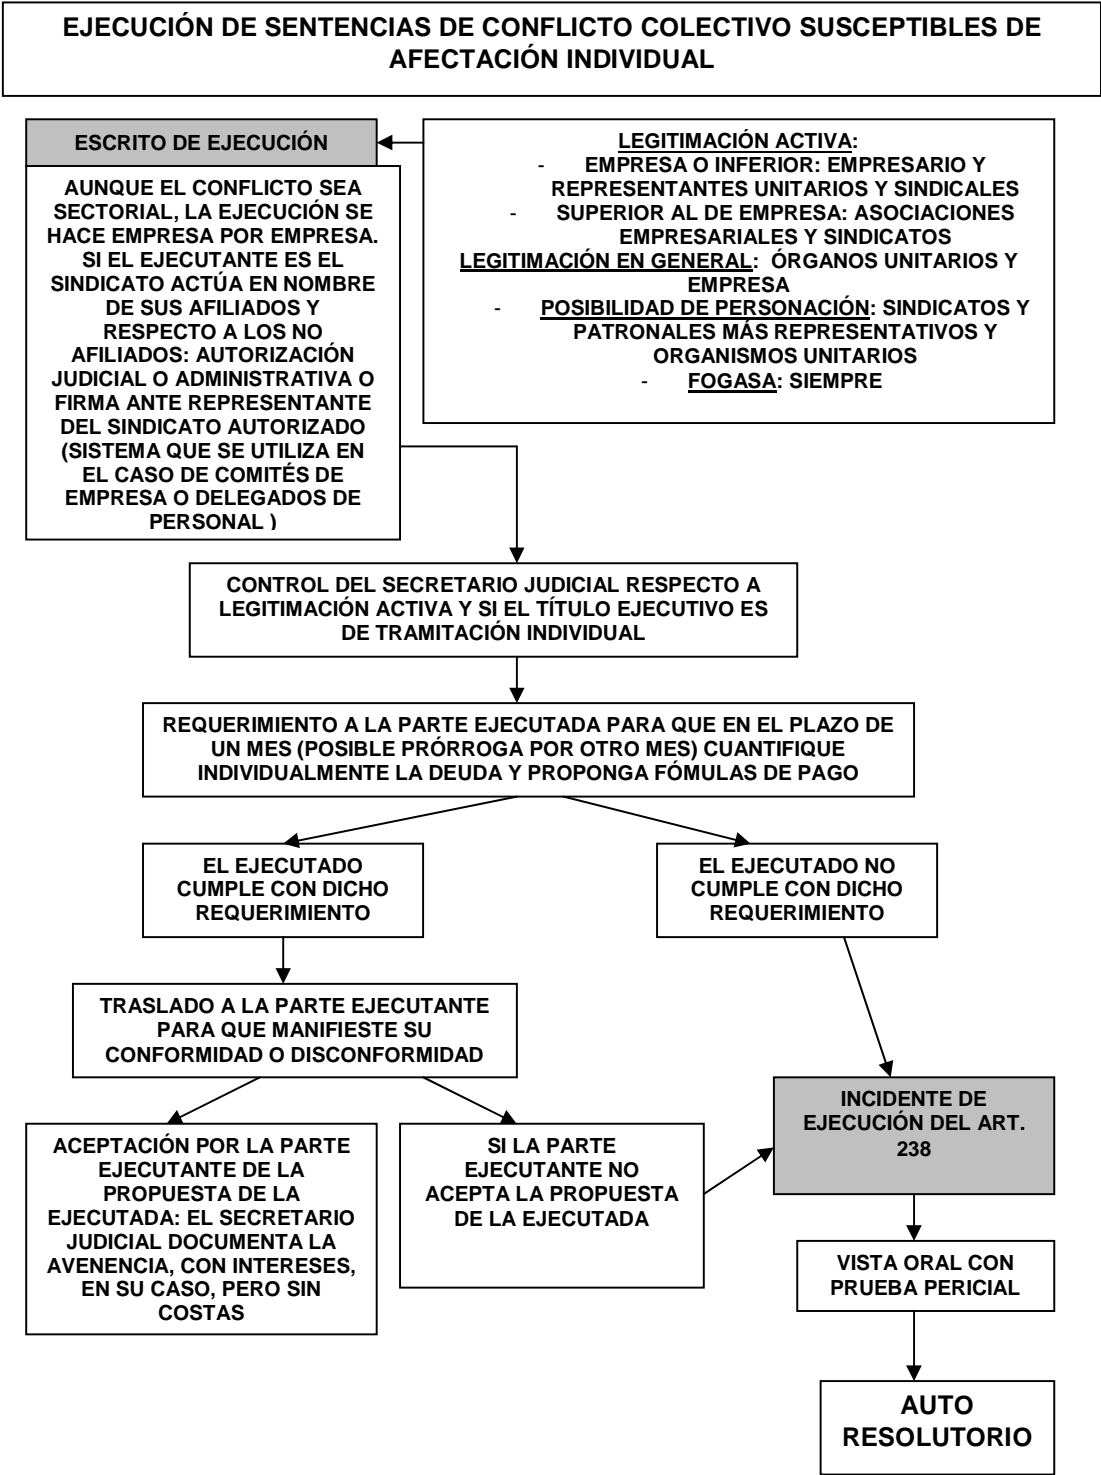 EJECUCIÓN DE SENTENCIAS DE CONFLICTO COLECTIVO SUSCEPTIBLES DE
AFECTACIÓN INDIVIDUAL
ESCRITO DE EJECUCIÓN
AUNQUE EL CONFLICTO SEA
SECTORIAL, LA EJECUCIÓN SE
HACE EMPRESA POR EMPRESA.
SI EL EJECUTANTE ES EL
SINDICATO ACTÚA EN NOMBRE
DE SUS AFILIADOS Y
RESPECTO A LOS NO
AFILIADOS: AUTORIZACIÓN
JUDICIAL O ADMINISTRATIVA O
FIRMA ANTE REPRESENTANTE
DEL SINDICATO AUTORIZADO
(SISTEMA QUE SE UTILIZA EN
EL CASO DE COMITÉS DE
EMPRESA O DELEGADOS DE
PERSONAL )
LEGITIMACIÓN ACTIVA:
- EMPRESA O INFERIOR: EMPRESARIO Y
REPRESENTANTES UNITARIOS Y SINDICALES
- SUPERIOR AL DE EMPRESA: ASOCIACIONES
EMPRESARIALES Y SINDICATOS
LEGITIMACIÓN EN GENERAL: ÓRGANOS UNITARIOS Y
EMPRESA
- POSIBILIDAD DE PERSONACIÓN: SINDICATOS Y
PATRONALES MÁS REPRESENTATIVOS Y
ORGANISMOS UNITARIOS
- FOGASA: SIEMPRE
CONTROL DEL SECRETARIO JUDICIAL RESPECTO A
LEGITIMACIÓN ACTIVA Y SI EL TÍTULO EJECUTIVO ES
DE TRAMITACIÓN INDIVIDUAL
REQUERIMIENTO A LA PARTE EJECUTADA PARA QUE EN EL PLAZO DE
UN MES (POSIBLE PRÓRROGA POR OTRO MES) CUANTIFIQUE
INDIVIDUALMENTE LA DEUDA Y PROPONGA FÓMULAS DE PAGO
EL EJECUTADO
CUMPLE CON DICHO
REQUERIMIENTO
EL EJECUTADO NO
CUMPLE CON DICHO
REQUERIMIENTO
TRASLADO A LA PARTE EJECUTANTE
PARA QUE MANIFIESTE SU
CONFORMIDAD O DISCONFORMIDAD
ACEPTACIÓN POR LA PARTE
EJECUTANTE DE LA
PROPUESTA DE LA
EJECUTADA: EL SECRETARIO
JUDICIAL DOCUMENTA LA
AVENENCIA, CON INTERESES,
EN SU CASO, PERO SIN
COSTAS
SI LA PARTE
EJECUTANTE NO
ACEPTA LA PROPUESTA
DE LA EJECUTADA
INCIDENTE DE
EJECUCIÓN DEL ART.
238
VISTA ORAL CON
PRUEBA PERICIAL
AUTO
RESOLUTORIO